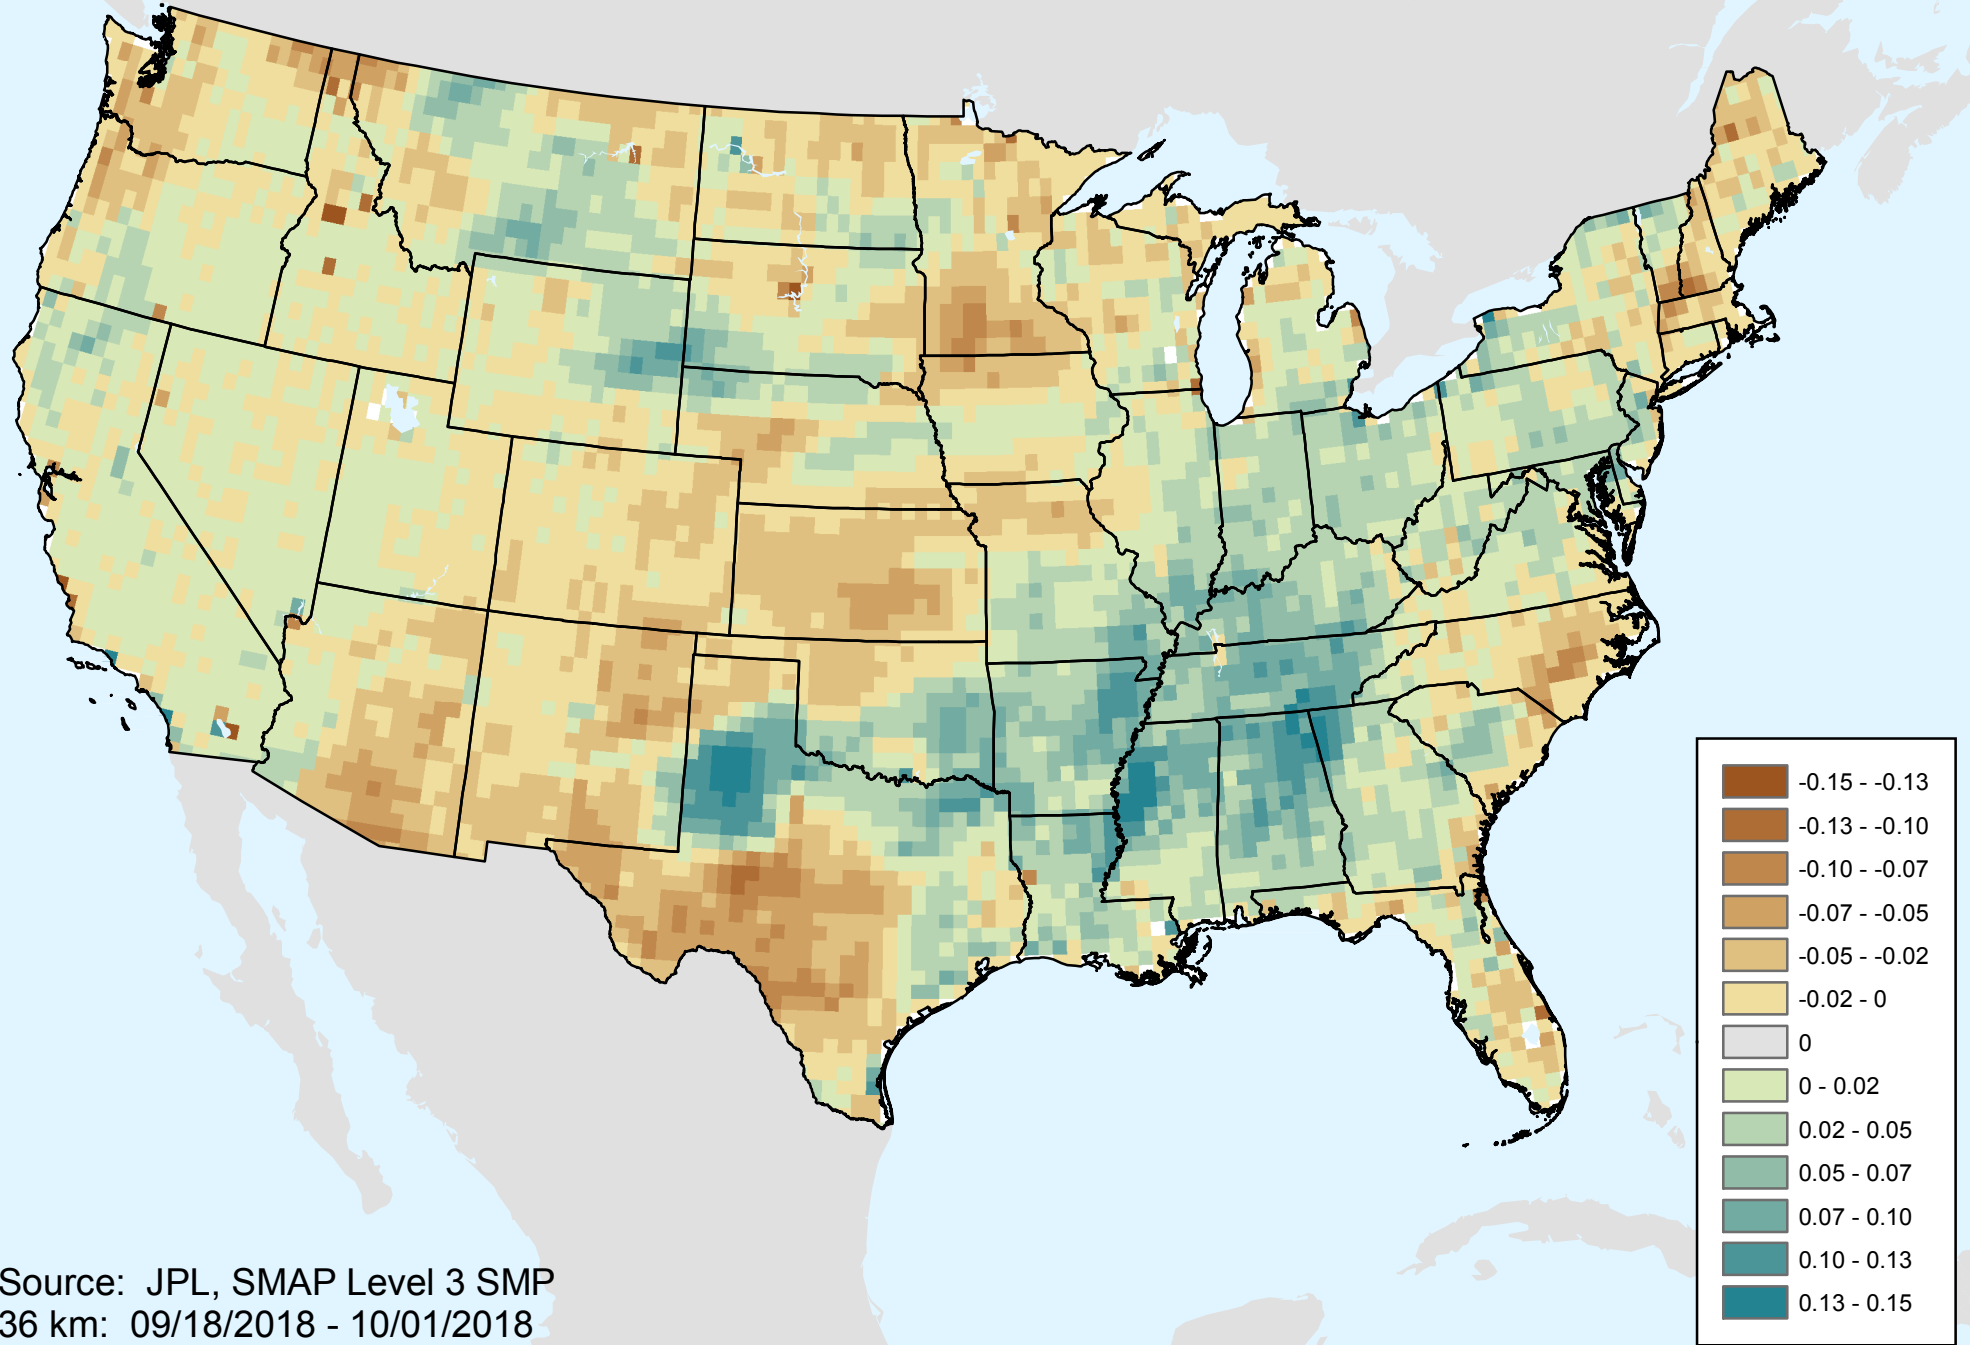 -0.15 - -0.13
-0.13 - -0.10
-0.10 - -0.07
-0.07 - -0.05
-0.05 - -0.02
-0.02 - 0
0
0 - 0.02
0.02 - 0.05
0.05 - 0.07
0.07 - 0.10
0.10 - 0.13
0.13 - 0.15
Source:  JPL, SMAP Level 3 SMP
36 km:  09/18/2018 - 10/01/2018